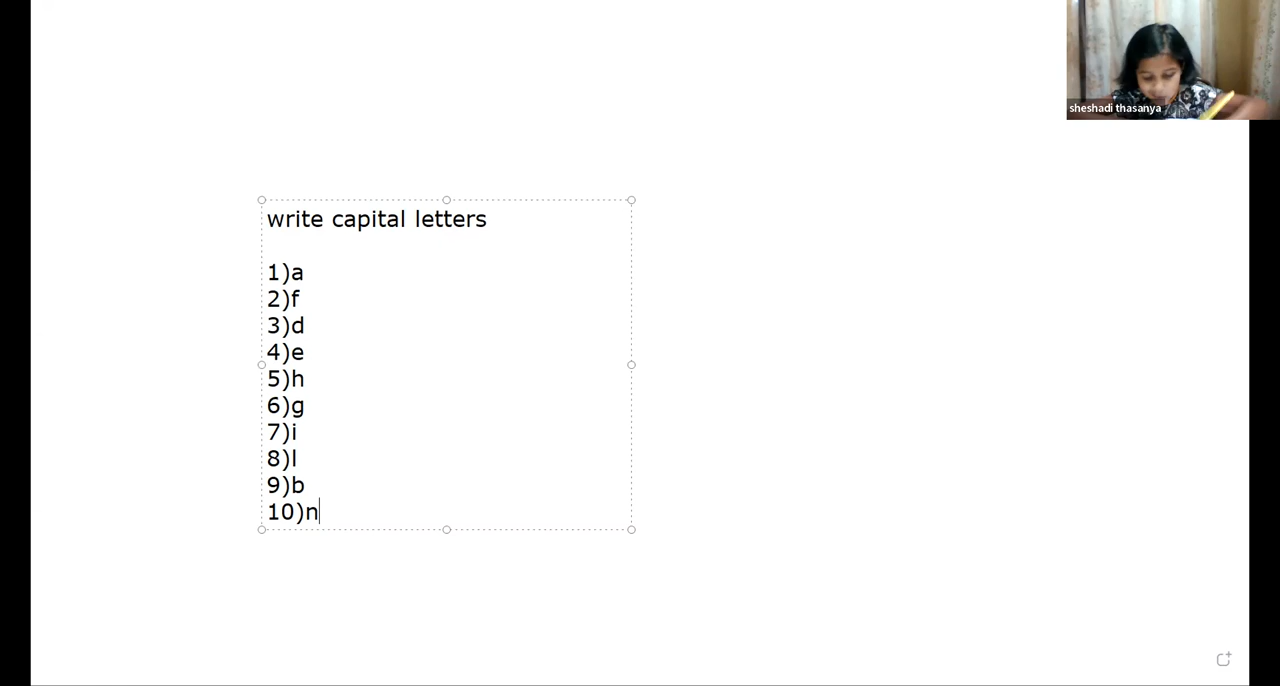 sheshadi thasanya
write capital letters
1)a
2)f
3)d
4)e
5)h
6)g
7)i
8)l
9)b
10)n